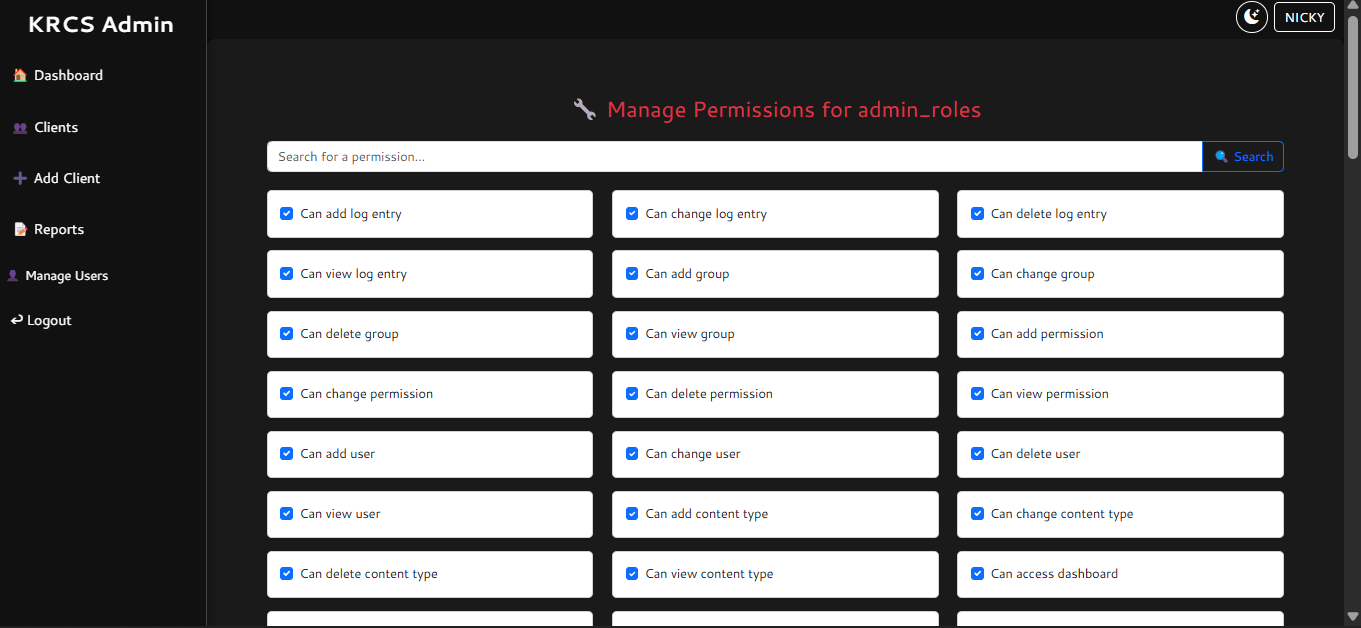 KRCS Admin
NICKY
Dashboard
Clients
Add Client
Reports
Manage Users
Logout
Manage Permissions for admin_roles
Search for a permission...
Search
Can add log entry
Can change log entry
Can delete log entry
Can view log entry
Can add group
Can change group
Can delete group
Can view group
Can add permission
Can change permission
Can delete permission
Can view permission
Can add user
Can change user
Can delete user
Can view user
Can add content type
Can change content type
Can delete content type
Can view content type
Can access dashboard